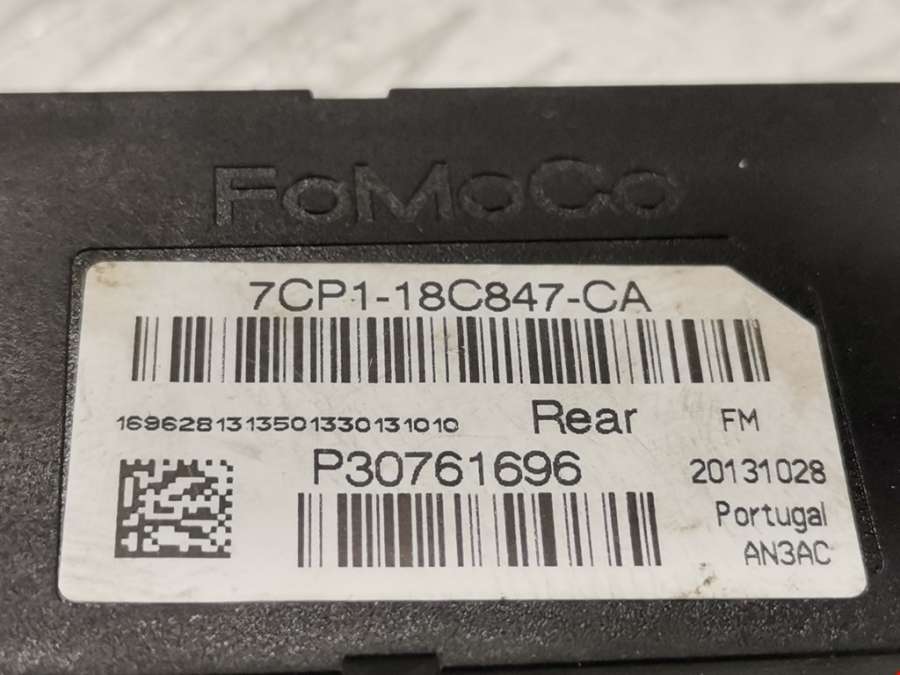 FoMoCo
7CP1-18C847-CA
1696281313501330131010
Rear
FM
P30761696
20131028
Portugal
AN3AC